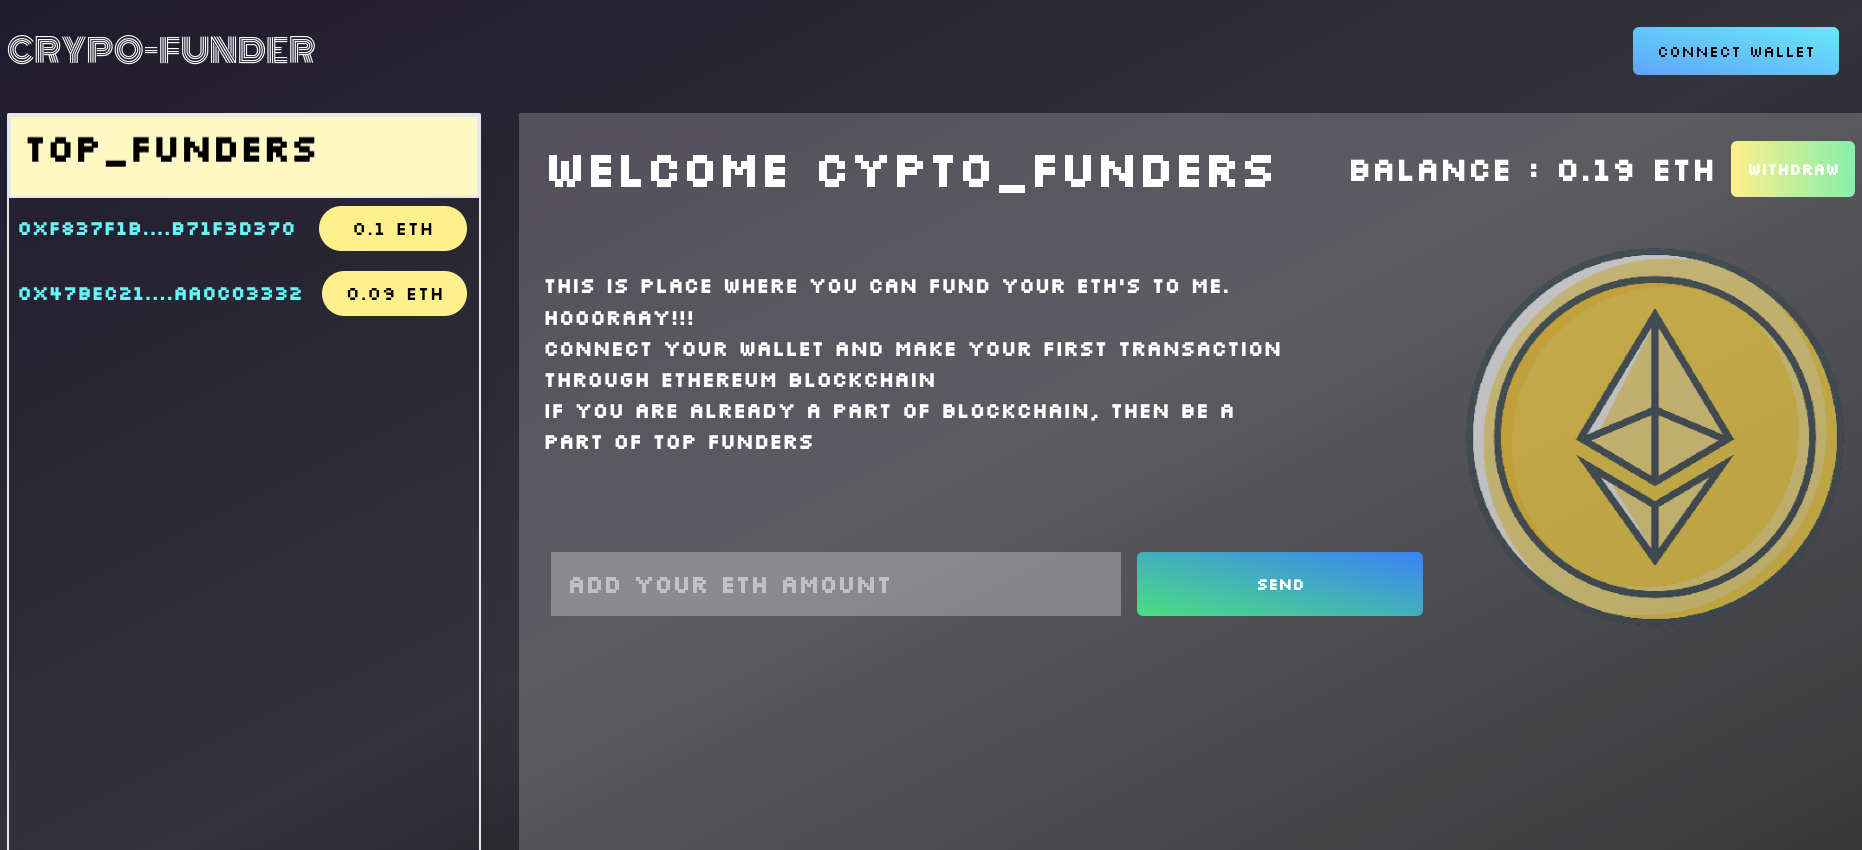 CRYPO-FUNDER
CONNECT WALLET
TOP_FUNDERS
0XF837F1B....B71F3D370
0.1 ETH
0X47BEC21....AA0C03332
0.09 ETH
WELCOME CYPTO_FUNDERS
BALANCE : 0.19 ETH
WITHDRAW
THIS IS PLACE WHERE YOU CAN FUND YOUR ETH'S TO ME.
HOOORAAY!!!
CONNECT YOUR WALLET AND MAKE YOUR FIRST TRANSACTION
THROUGH ETHEREUM BLOCKCHAIN
IF YOU ARE ALREADY A PART OF BLOCKCHAIN, THEN BE A
PART OF TOP FUNDERS
ADD YOUR ETH AMOUNT
SEND